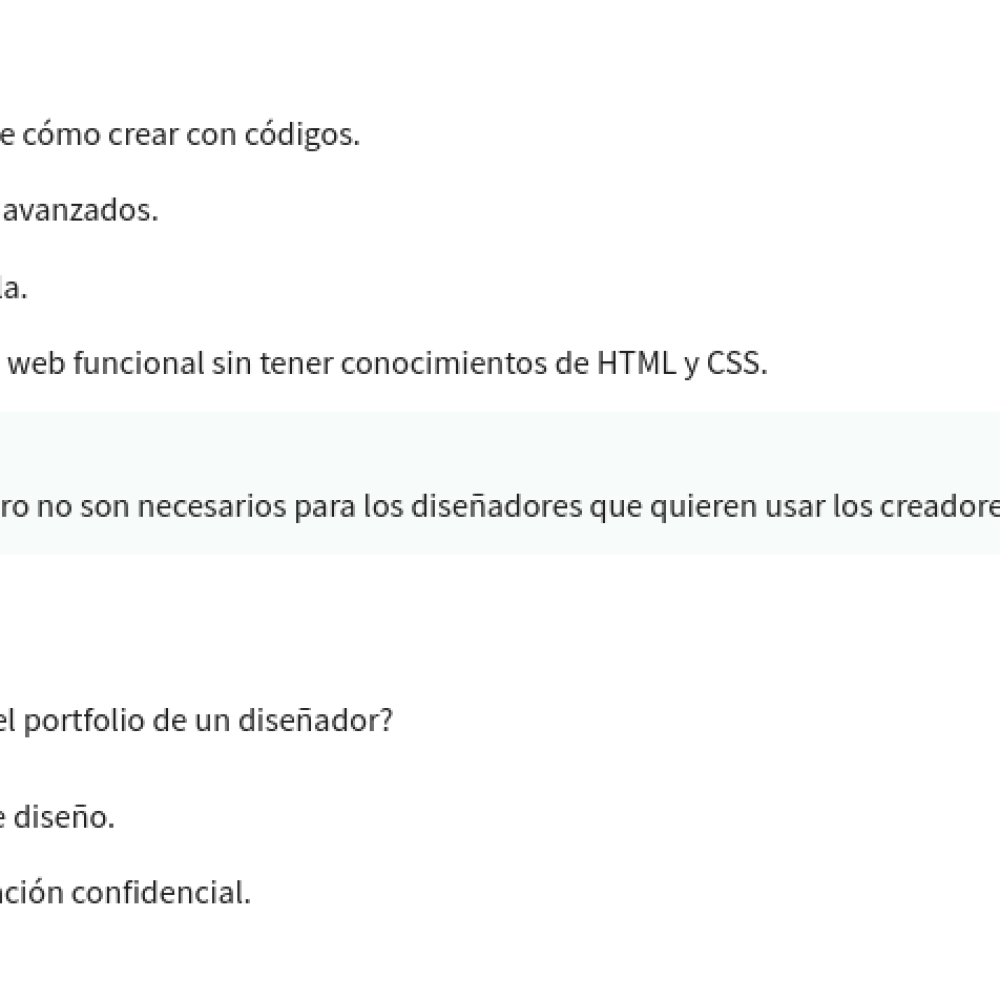 e cómo crear con códigos.
avanzados.
la.
web funcional sin tener conocimientos de HTML y CSS.
ro no son necesarios para los diseñadores que quieren usar los creadore
el portfolio de un diseñador?
e diseño.
ación confidencial.